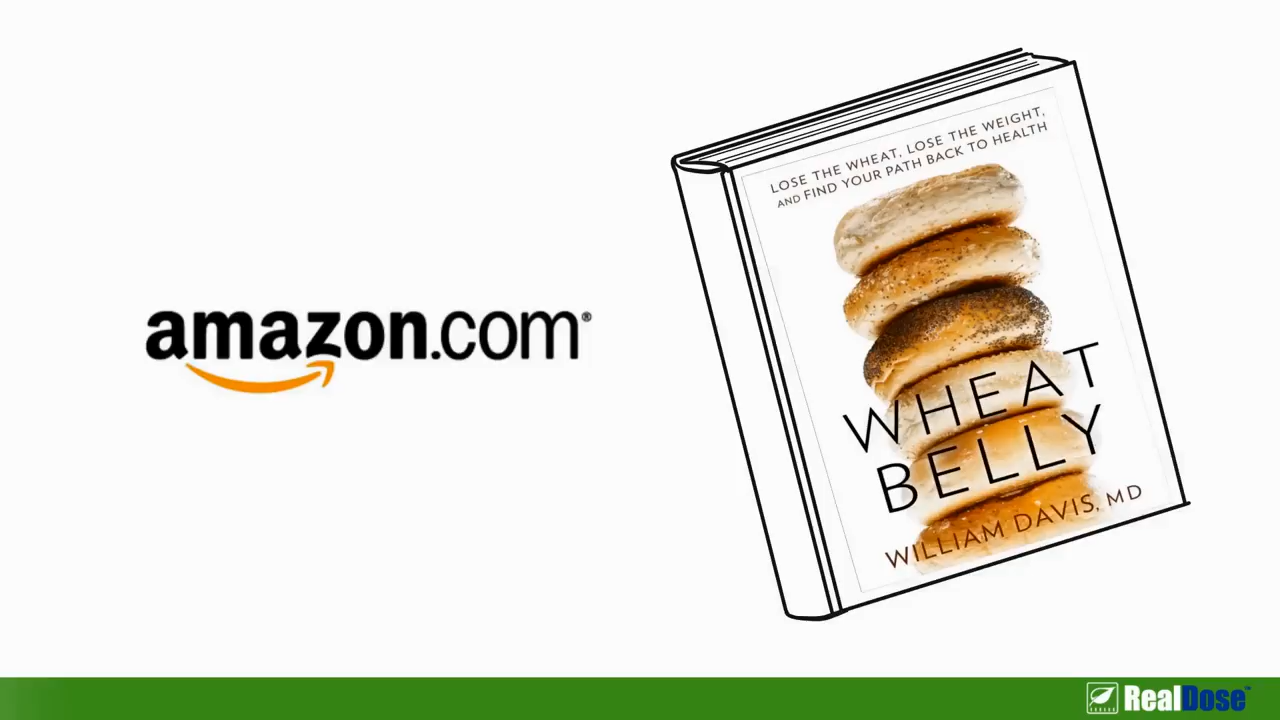 amazon.com®
LOSE THE WHEAT, LOSE THE WEIGHT,
AND FIND YOUR PATH BACK TO HEALTH
WHEAT
BELLY
WILLIAM DAVIS, MD
RealDose™